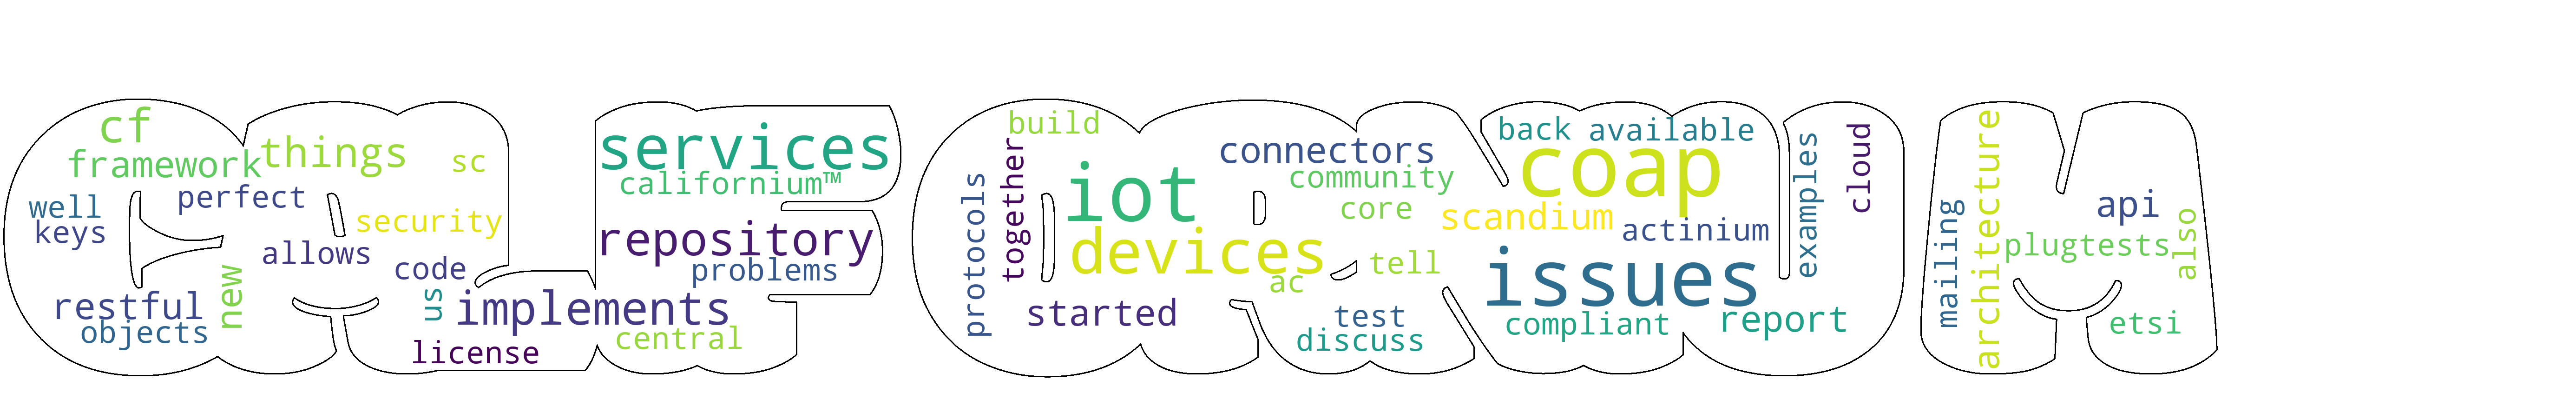 cf
framework
things
sc
well
keys
perfect
security
allows
code
new
us
restful
objects
implements
license
services
californium™
repository
problems
central
build
together
protocols
iot
devices
ac
started
connectors
community
core
tell
test
discuss
back
available
coap
scandium
actinium
issues
compliant
report
examples
cloud
mailing
architecture
api
plugtests
also
etsi